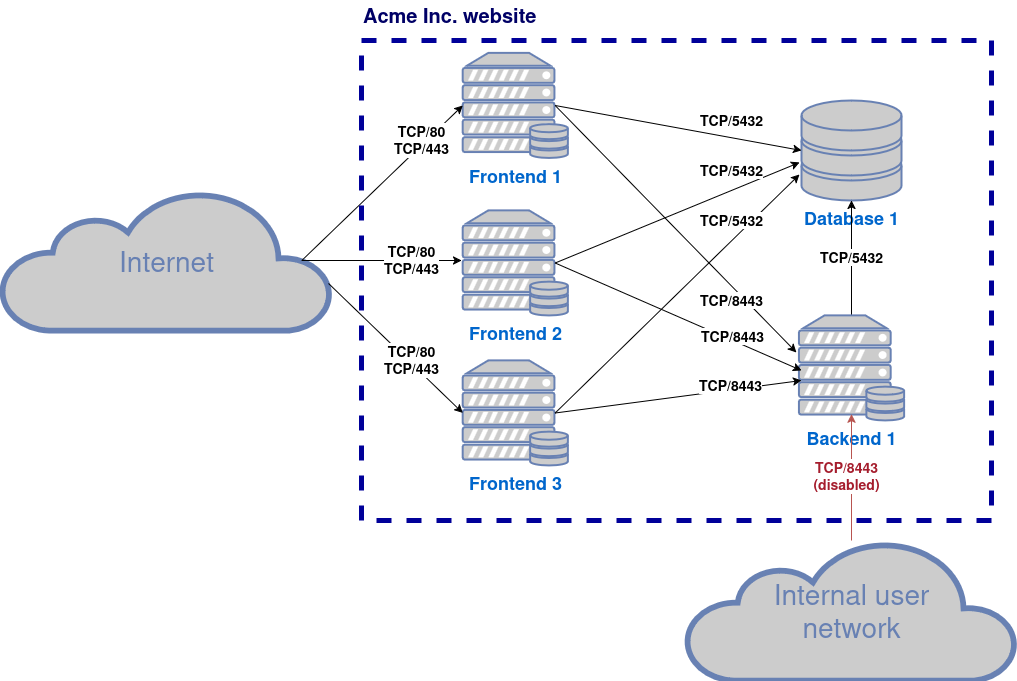 Acme Inc. website
TCP/80
TCP/443
Frontend 1
TCP/5432
TCP/5432
TCP/5432
Database 1
Internet
TCP/80
TCP/443
Frontend 2
TCP/5432
TCP/8443
TCP/8443
TCP/8443
TCP/80
TCP/443
Frontend 3
Backend 1
TCP/8443
(disabled)
Internal user
network